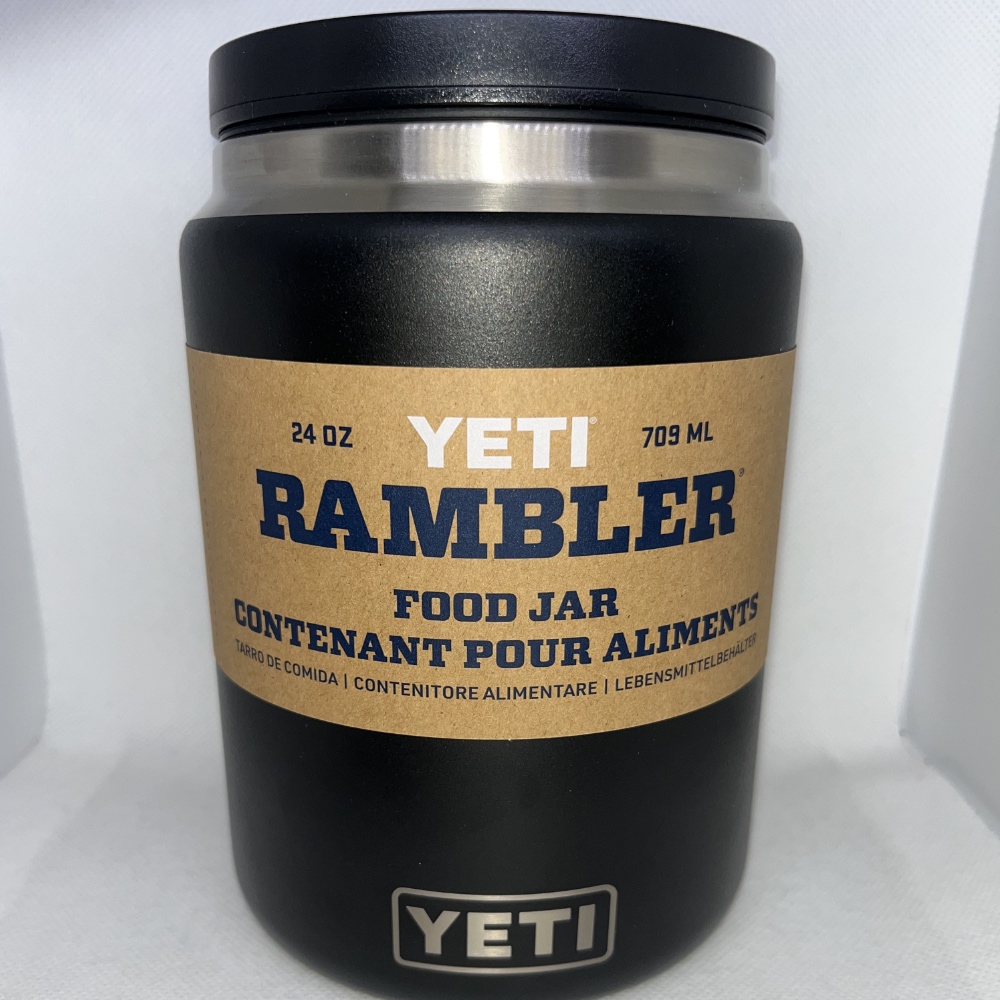 24 OZ YETI® 709 ML
RAMBLER®
FOOD JAR
CONTENANT POUR ALIMENTS
TARRO DE COMIDA | CONTENITORE ALIMENTARE | LEBENSMITTELBEHÄLTER
YETI